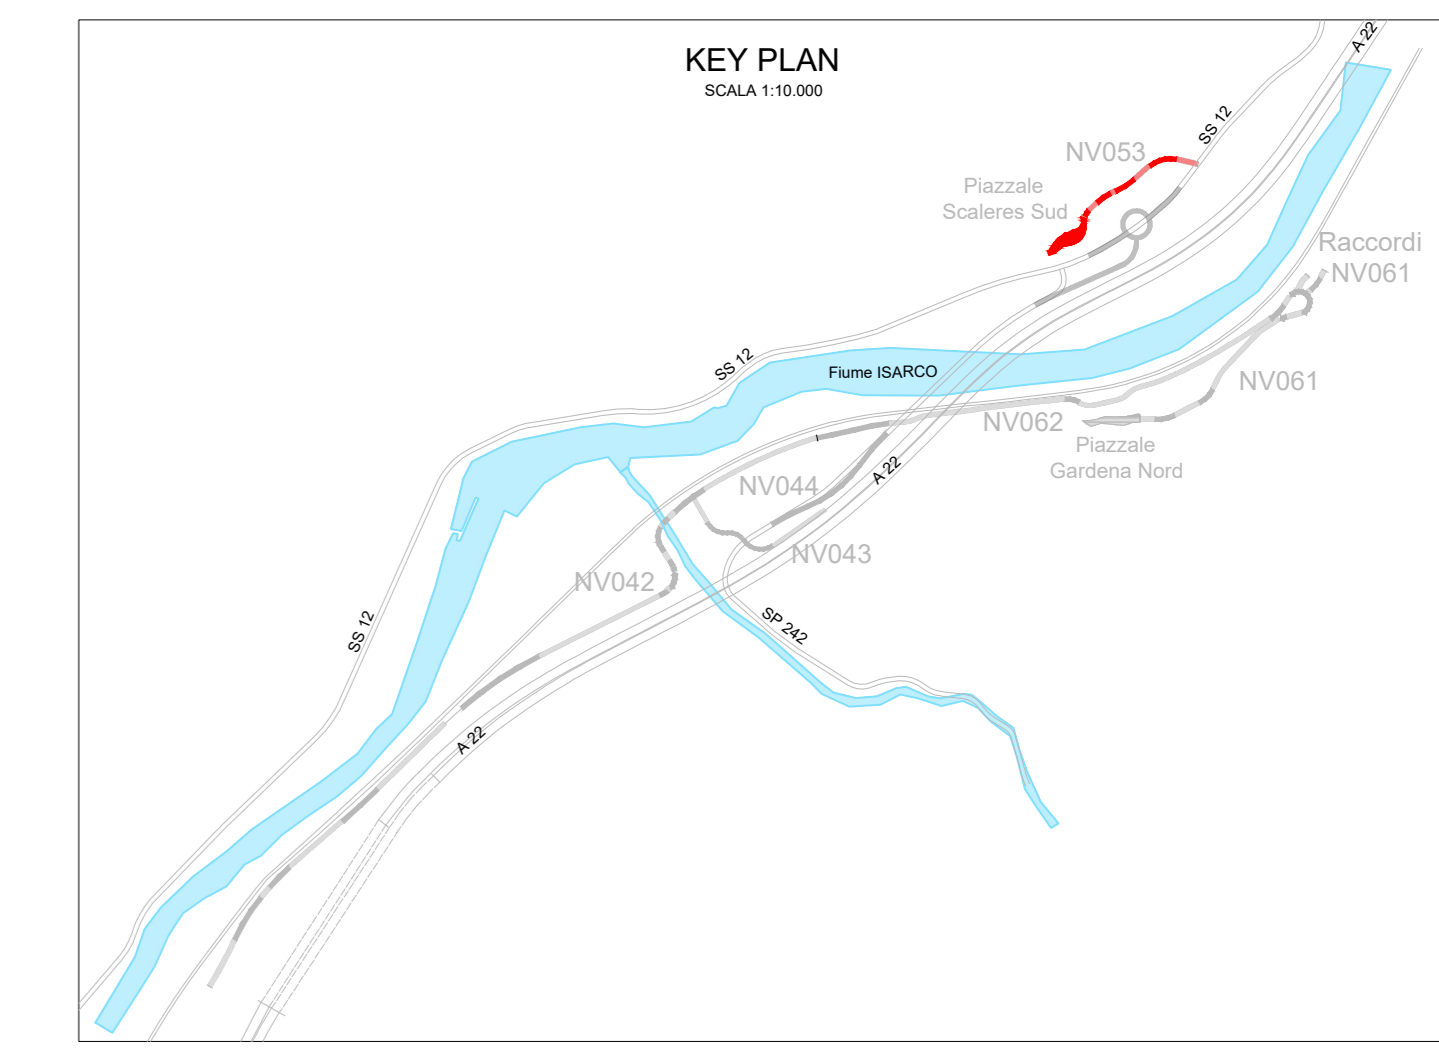 KEY PLAN
SCALA 1:10.000
A 22
SS 12
NV053
Piazzale
Scaleres Sud
Raccordi
NV061
SS 12
Fiume ISARCO
NV061
NV062
Piazzale
Gardena Nord
A 22
NV044
NV043
NV042
SS 12
SP 242
A 22